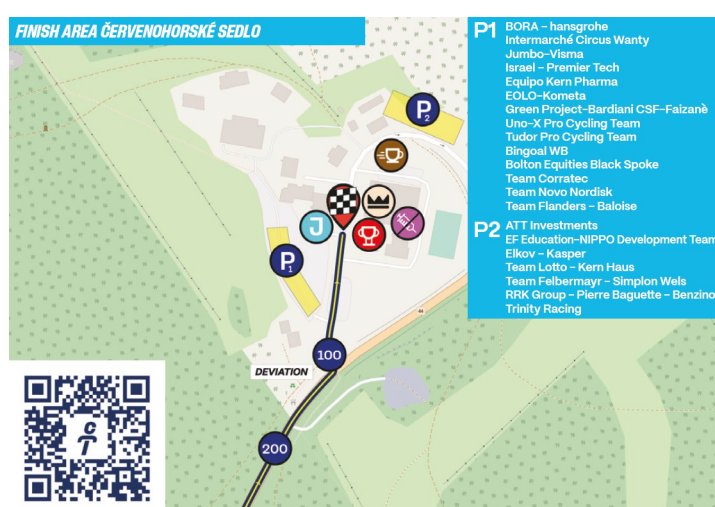 FINISH AREA ČERVENOHORSKÉ SEDLO
P1
BORA – hansgrohe
Intermarché Circus Wanty
Jumbo-Visma
Israel – Premier Tech
Equipo Kern Pharma
EOLO-Kometa
Green Project-Bardiani CSF-Faizanè
Uno-X Pro Cycling Team
Tudor Pro Cycling Team
Bingoal WB
Bolton Equities Black Spoke
Team Corratec
Team Novo Nordisk
Team Flanders – Baloise
P2
ATT Investments
EF Education-NIPPO Development Team
Elkov – Kasper
Team Lotto – Kern Haus
Team Felbermayr – Simplon Wels
RRK Group – Pierre Baguette – Benzino
Trinity Racing
P2
J
P1
100
DEVIATION
200